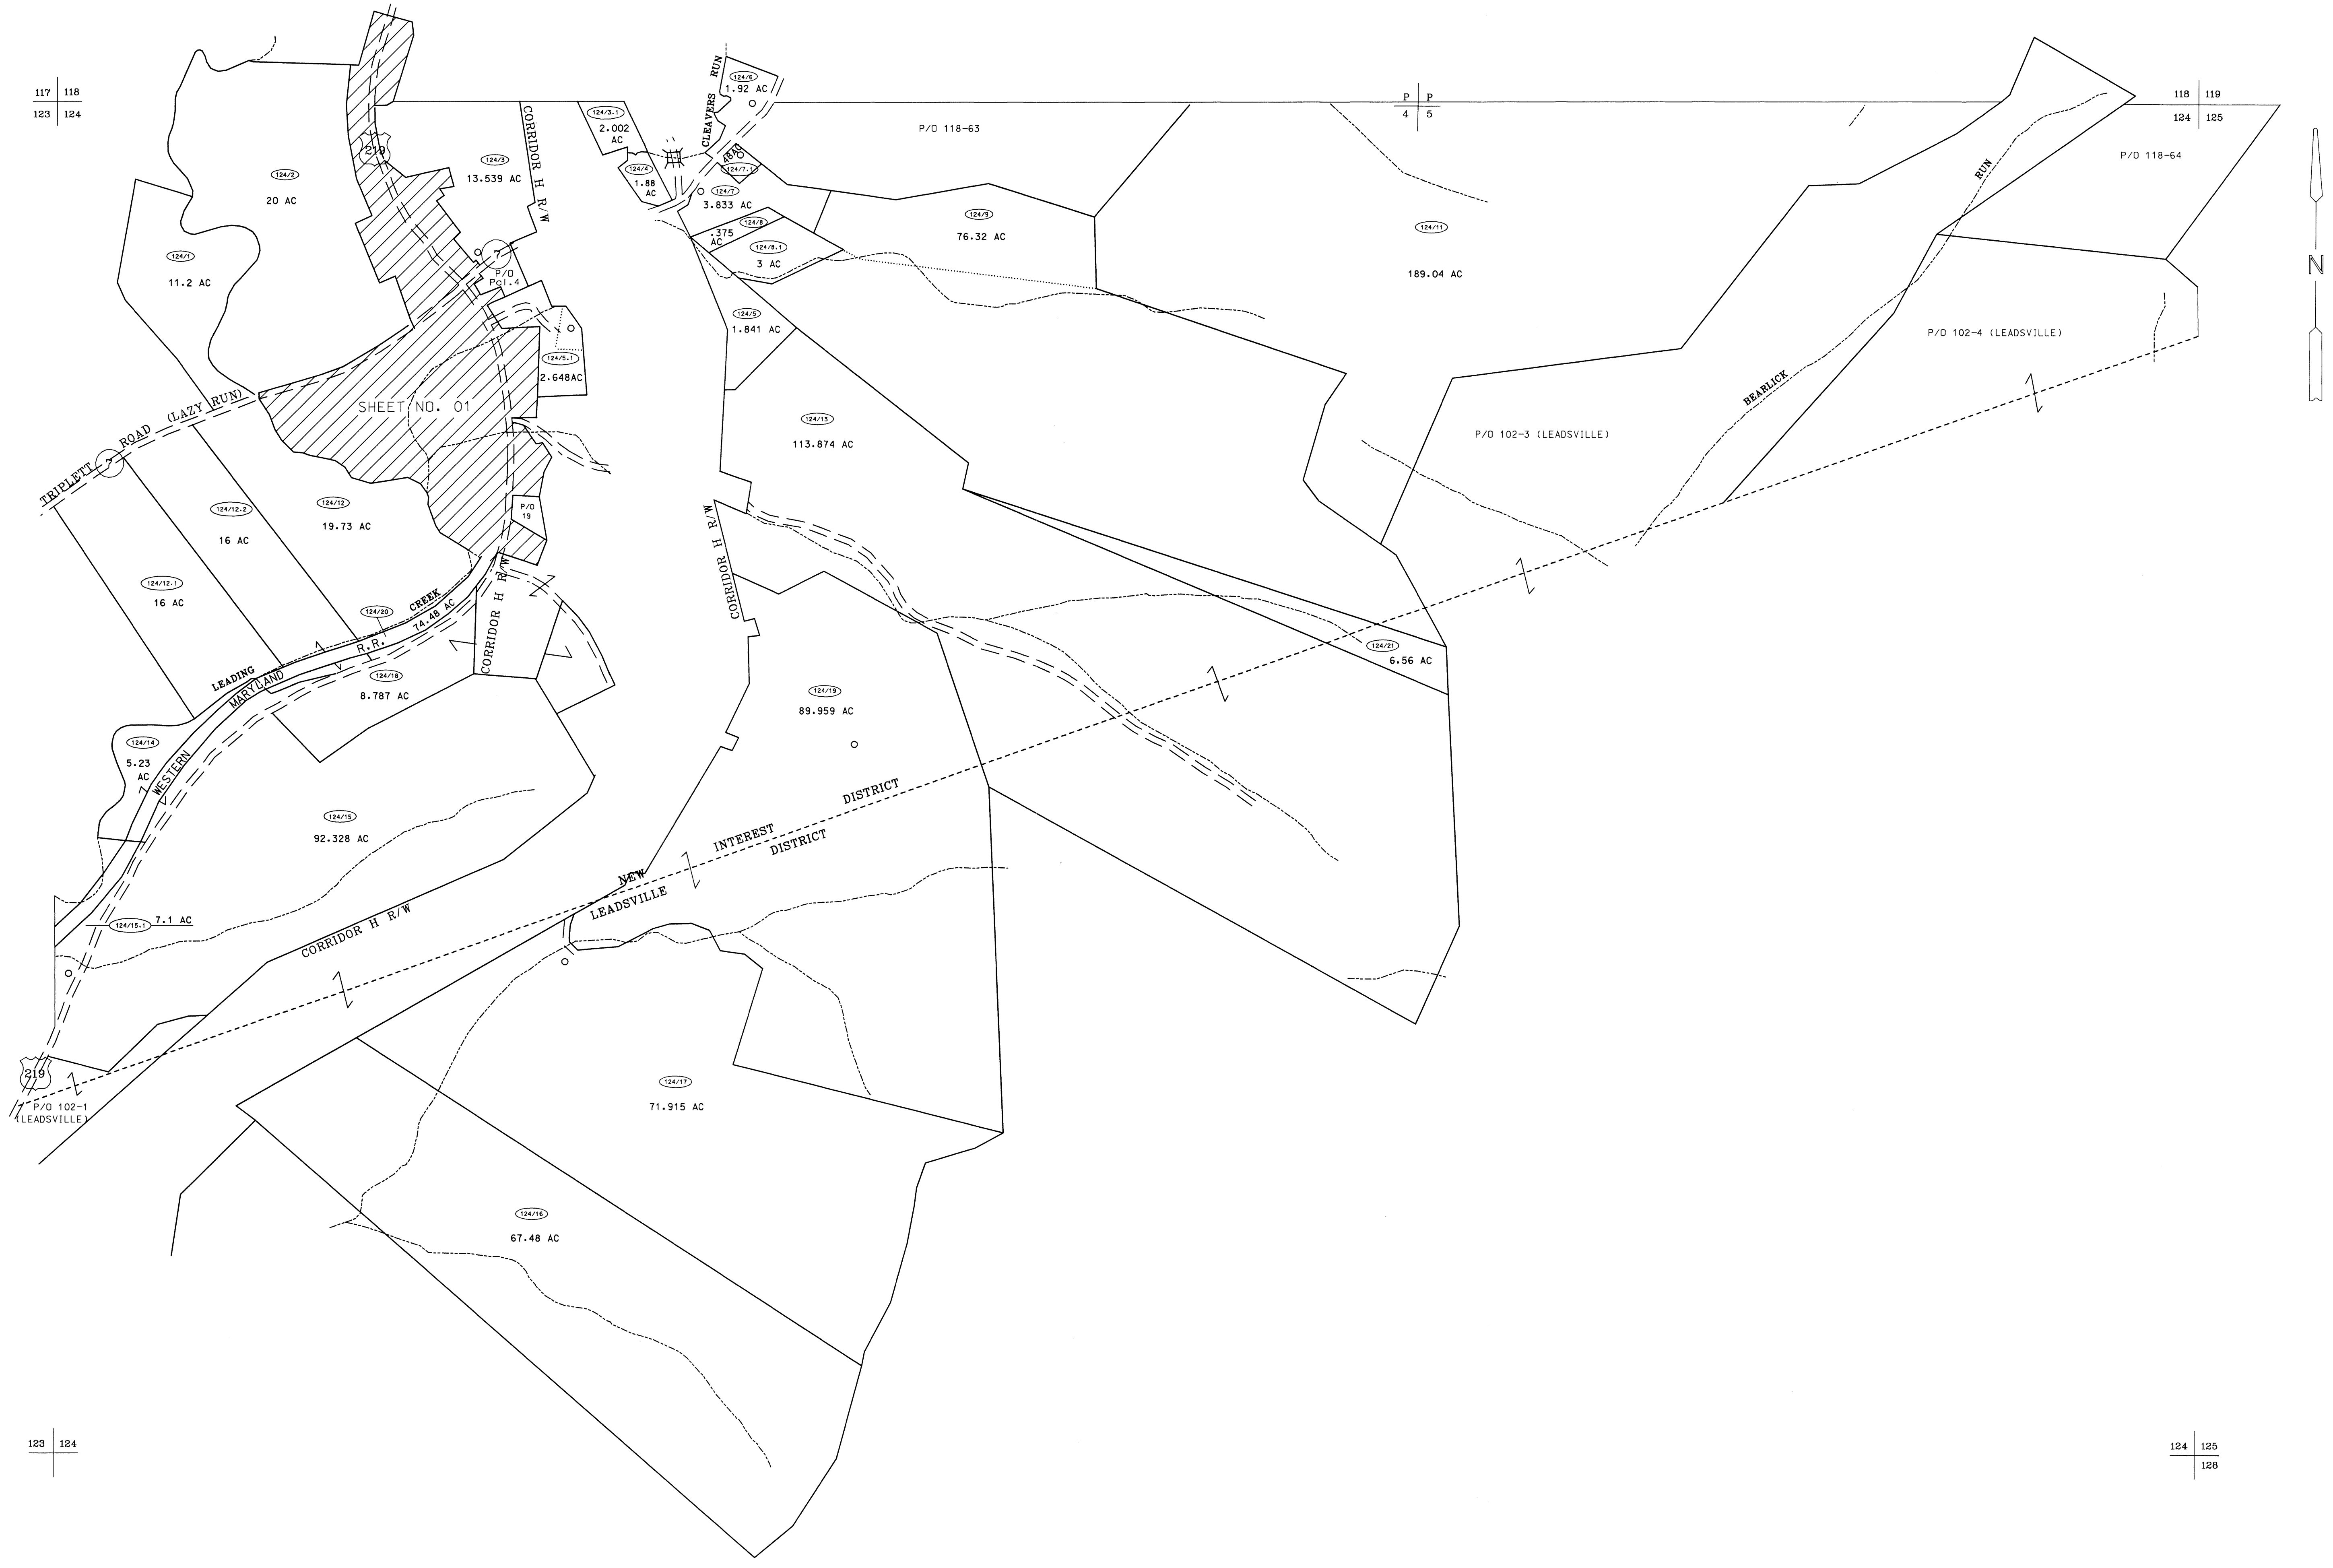 117 118
123 124
118 119
124 125
P P
4 5
124/6
1.92 AC
CLEAVERS RUN
CORRIDOR H R/W
124/3.1
2.002
AC
P/O 118-63
P/O 118-64
219
124/3
13.539 AC
124/2
20 AC
124/4
1.88
AC
48AC
124/7.1
124/7
3.833 AC
124/8
.375
AC
124/8.1
3 AC
124/9
76.32 AC
124/11
189.04 AC
RUN
N
124/1
11.2 AC
7
P/O
Pcl.4
124/5
1.841 AC
124/5.1
2.648AC
P/O 102-4 (LEADSVILLE)
BEARLICK
SHEET NO. 01
TRIPLETT ROAD (LAZY RUN)
7
124/13
113.874 AC
P/O 102-3 (LEADSVILLE)
124/12.2
16 AC
124/12
19.73 AC
P/O
19
CORRIDOR H R/W
124/12.1
16 AC
124/20
CREEK
74.48 AC
CORRIDOR H R/W
R.R.
LEADING
MARYLAND
WESTERN
124/18
8.787 AC
124/21
6.56 AC
124/19
89.959 AC
124/14
5.23
AC
124/15
92.328 AC
NEW INTEREST DISTRICT
LEADSVILLE DISTRICT
124/15.1
7.1 AC
CORRIDOR H R/W
219
P/O 102-1
(LEADSVILLE)
124/17
71.915 AC
124/16
67.48 AC
123 124
124 125
128